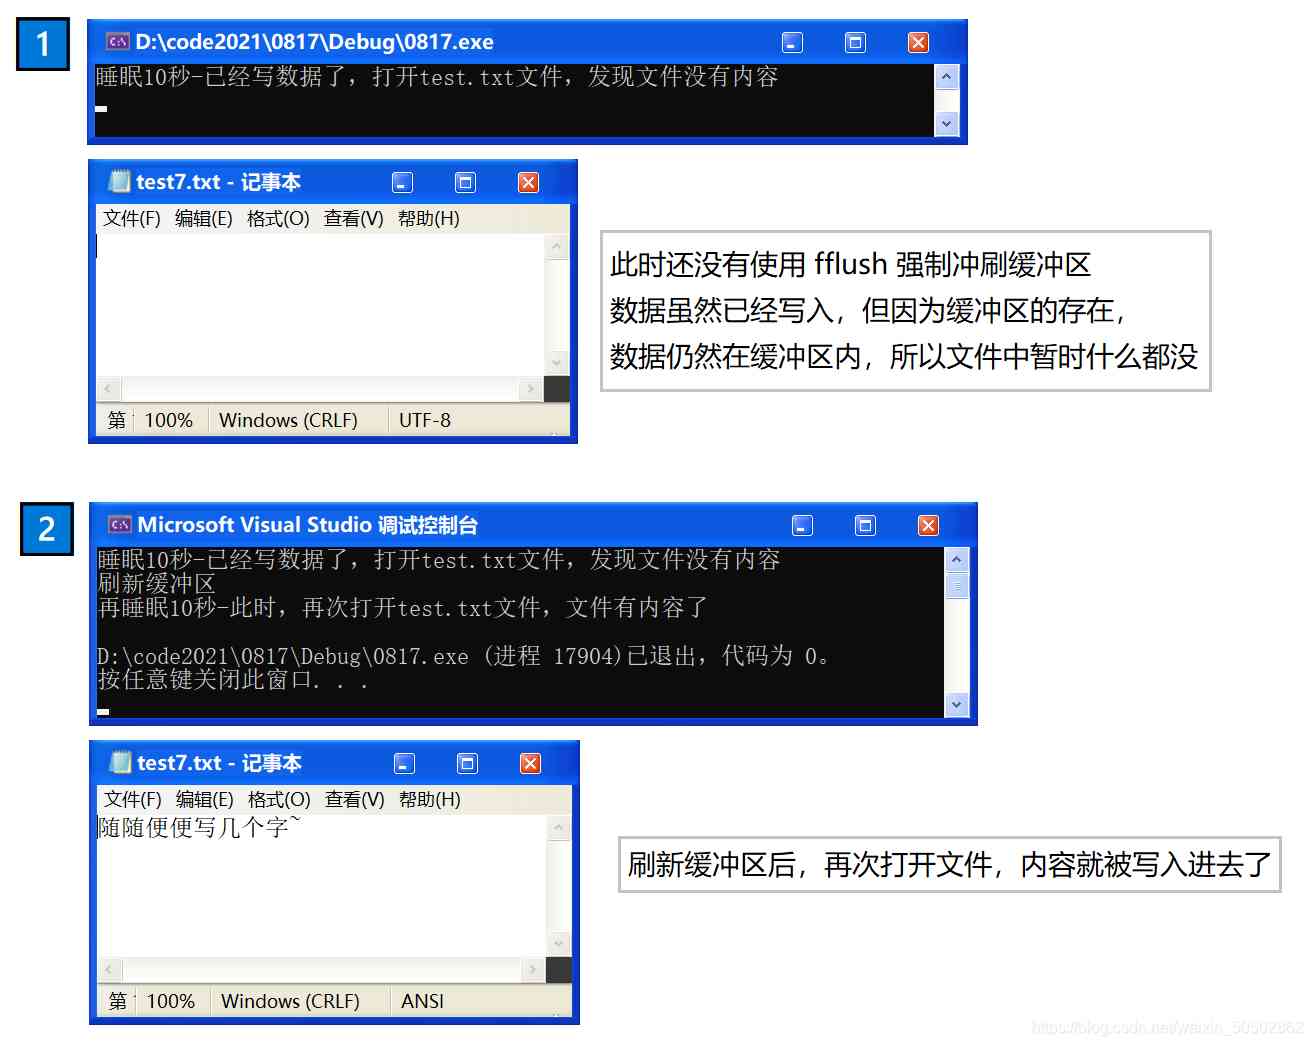 1
D:\code2021\0817\Debug\0817.exe
睡眠10秒-已经写数据了，打开test.txt文件，发现文件没有内容
test7.txt - 记事本
文件(F) 编辑(E) 格式(O) 查看(V) 帮助(H)
第 100% Windows (CRLF) UTF-8
此时还没有使用 fflush 强制冲刷缓冲区
数据虽然已经写入，但因为缓冲区的存在，
数据仍然在缓冲区内，所以文件中暂时什么都没
2
Microsoft Visual Studio 调试控制台
睡眠10秒-已经写数据了，打开test.txt文件，发现文件没有内容
刷新缓冲区
再睡眠10秒-此时，再次打开test.txt文件，文件有内容了
D:\code2021\0817\Debug\0817.exe (进程 17904)已退出，代码为 0。
按任意键关闭此窗口. . .
test7.txt - 记事本
文件(F) 编辑(E) 格式(O) 查看(V) 帮助(H)
随随便便写几个字~
第 100% Windows (CRLF) ANSI
刷新缓冲区后，再次打开文件，内容就被写入进去了